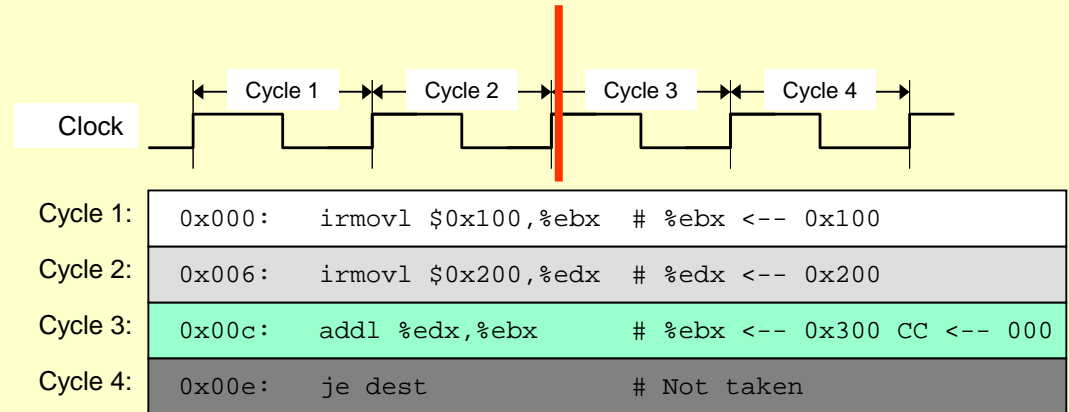 Cycle 1 Cycle 2 Cycle 3 Cycle 4
Clock
Cycle 1: 0x000: irmovl $0x100,%ebx # %ebx <-- 0x100
Cycle 2: 0x006: irmovl $0x200,%edx # %edx <-- 0x200
Cycle 3: 0x00c: addl %edx,%ebx # %ebx <-- 0x300 CC <-- 000
Cycle 4: 0x00e: je dest # Not taken